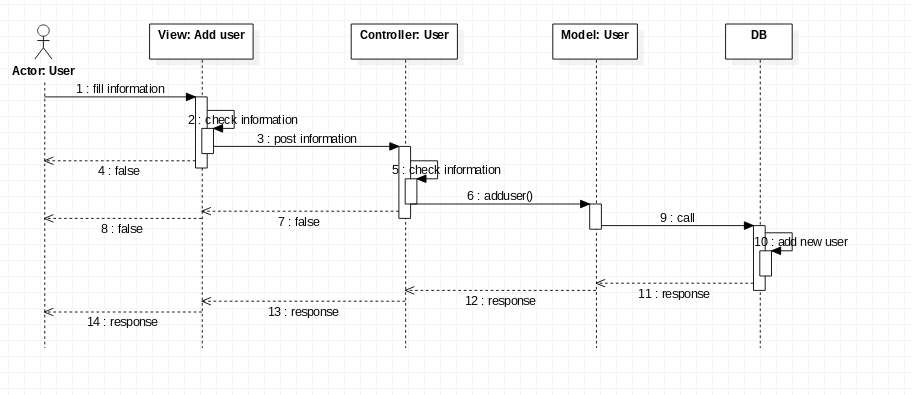 View: Add user
Controller: User
Model: User
DB
Actor: User
1 : fill information
2 : check information
3 : post information
4 : false
5 : check information
6 : adduser()
7 : false
8 : false
9 : call
10 : add new user
11 : response
12 : response
13 : response
14 : response